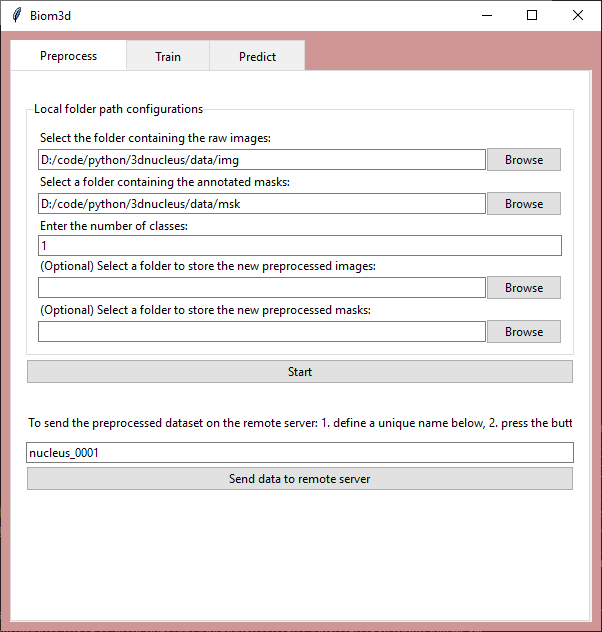 Biom3d
Preprocess Train Predict
Local folder path configurations
Select the folder containing the raw images:
D:/code/python/3dnucleus/data/img Browse
Select a folder containing the annotated masks:
D:/code/python/3dnucleus/data/msk Browse
Enter the number of classes:
1
(Optional) Select a folder to store the new preprocessed images:
Browse
(Optional) Select a folder to store the new preprocessed masks:
Browse
Start
To send the preprocessed dataset on the remote server: 1. define a unique name below, 2. press the butt
nucleus_0001
Send data to remote server